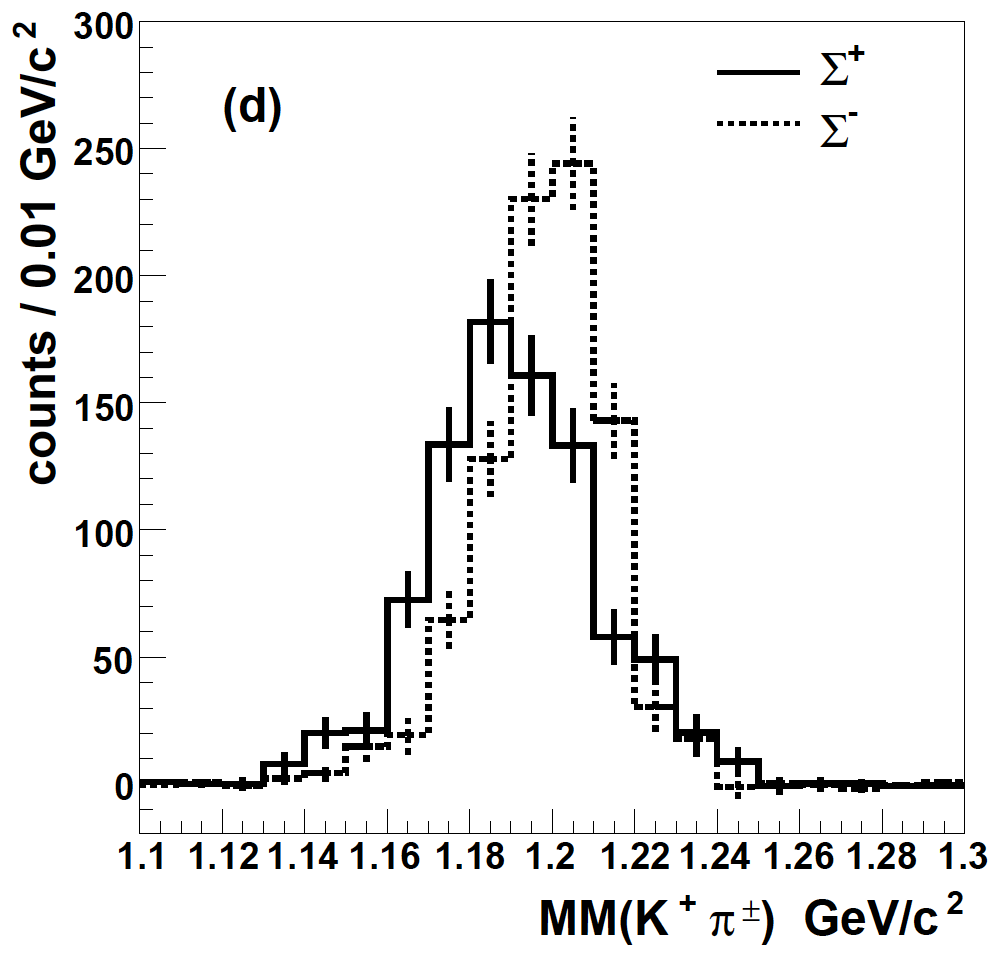 300
250
200
150
100
50
0
counts / 0.01 GeV/c²
(d)
Σ⁺
Σ⁻
1.1 1.12 1.14 1.16 1.18 1.2 1.22 1.24 1.26 1.28 1.3
MM(K⁺ π±) GeV/c²